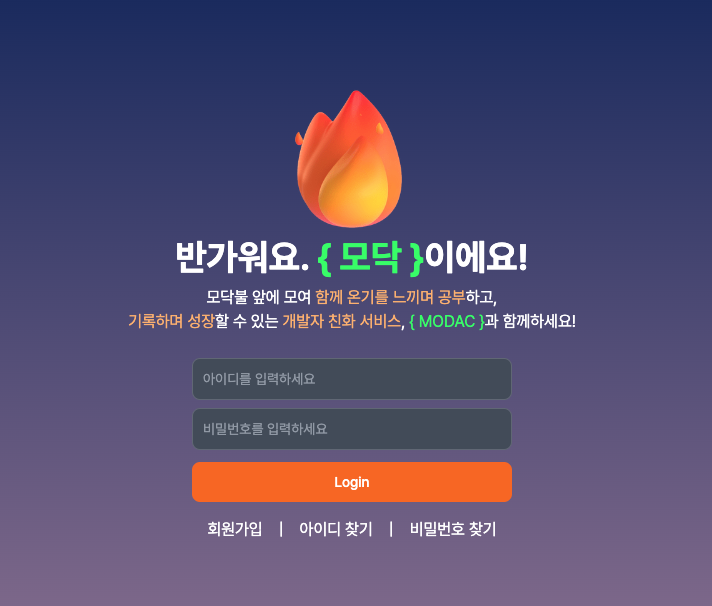 반가워요. { 모닥 }이에요!
모닥불 앞에 모여 함께 온기를 느끼며 공부하고,
기록하며 성장할 수 있는 개발자 친화 서비스, { MODAC }과 함께하세요!
아이디를 입력하세요
비밀번호를 입력하세요
Login
회원가입 | 아이디 찾기 | 비밀번호 찾기